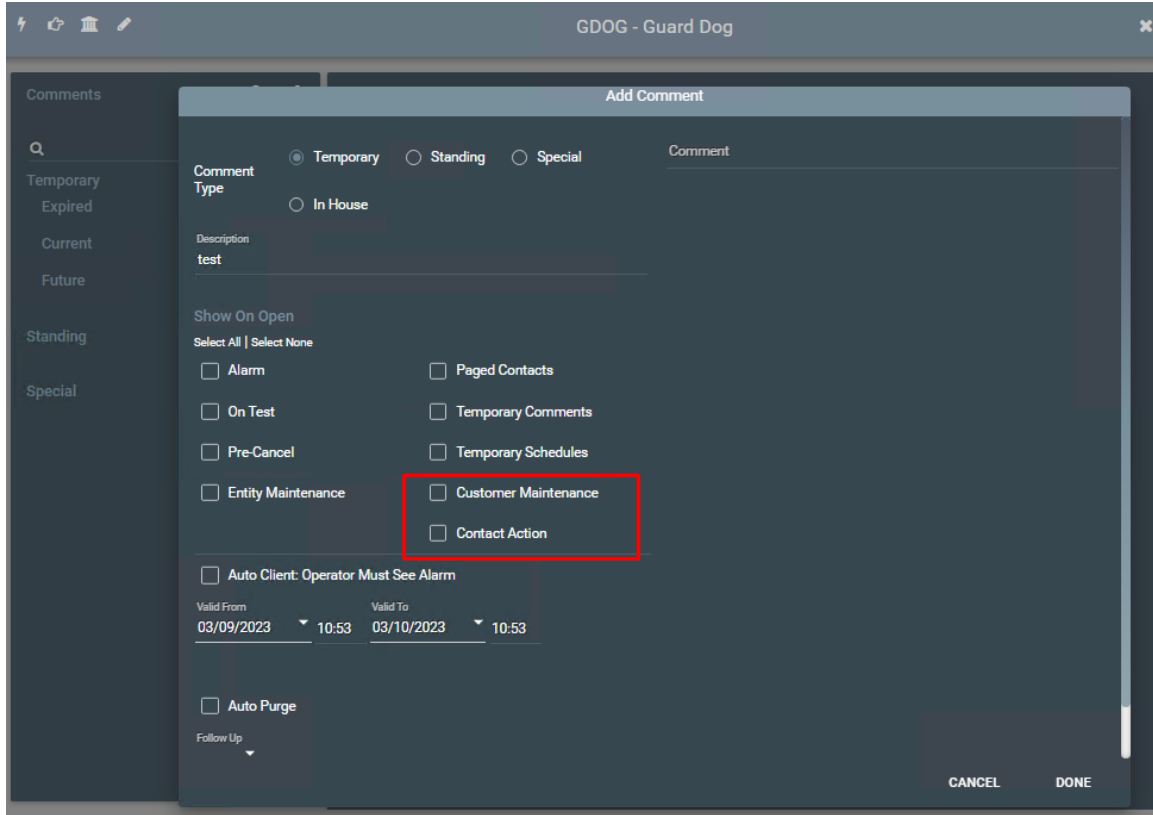 GDOG - Guard Dog
Comments
Temporary
Expired
Current
Future
Standing
Special
Add Comment
Comment Type
Temporary
Standing
Special
In House
Comment
Description
test
Show On Open
Select All | Select None
Alarm
Paged Contacts
On Test
Temporary Comments
Pre-Cancel
Temporary Schedules
Entity Maintenance
Customer Maintenance
Contact Action
Auto Client: Operator Must See Alarm
Valid From
Valid To
03/09/2023 10:53 03/10/2023 10:53
Auto Purge
Follow Up
CANCEL DONE